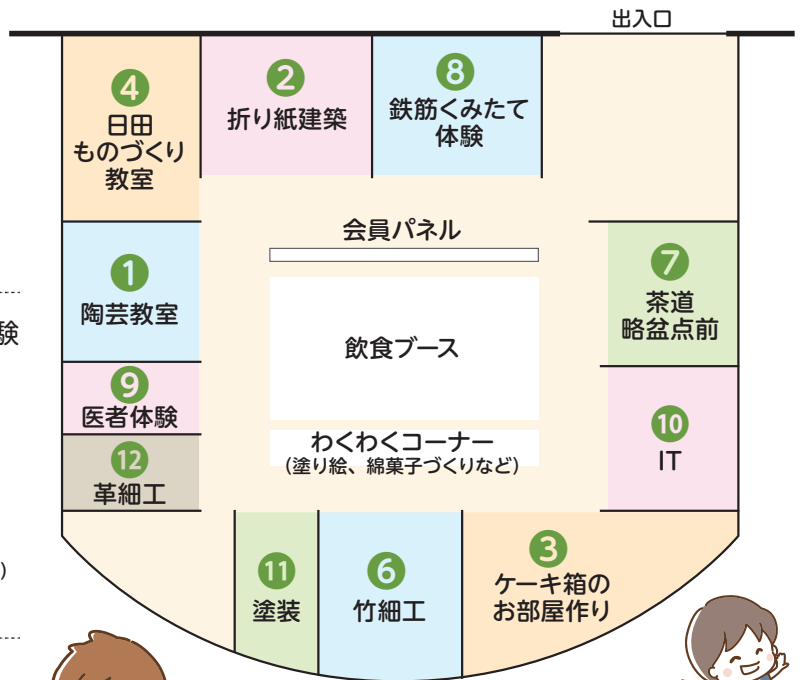 出入口
4
日田
ものづくり
教室
2
折り紙建築
8
鉄筋くみたて
体験
会員パネル
1
陶芸教室
7
茶道
略盆点前
験
飲食ブース
9
医者体験
わくわくコーナー
(塗り絵、綿菓子づくりなど)
10
IT
12
革細工
11
塗装
6
竹細工
3
ケーキ箱の
お部屋作り
)